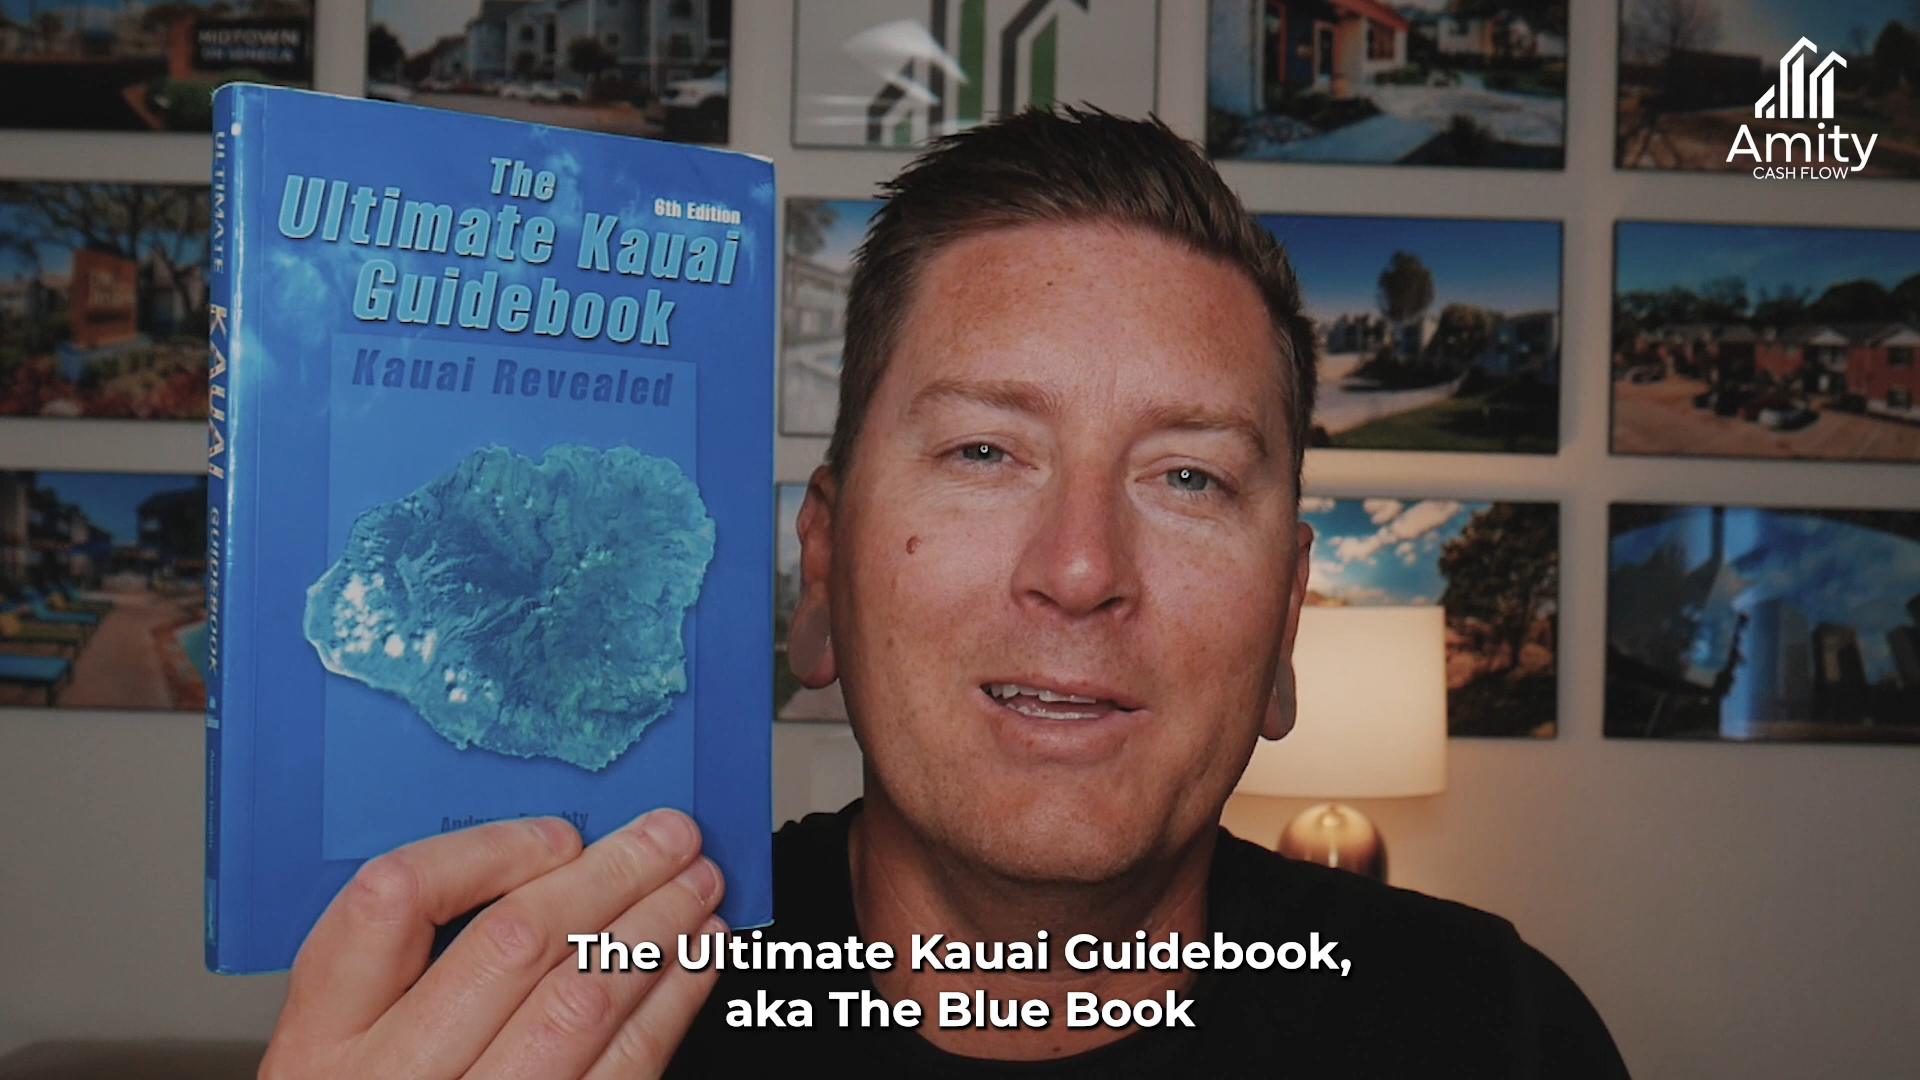 MIDTOWN
Amity
CASH FLOW
ULTIMATE KAUAI GUIDEBOOK
The
6th Edition
Ultimate Kauai
Guidebook
Kauai Revealed
The Ultimate Kauai Guidebook,
aka The Blue Book